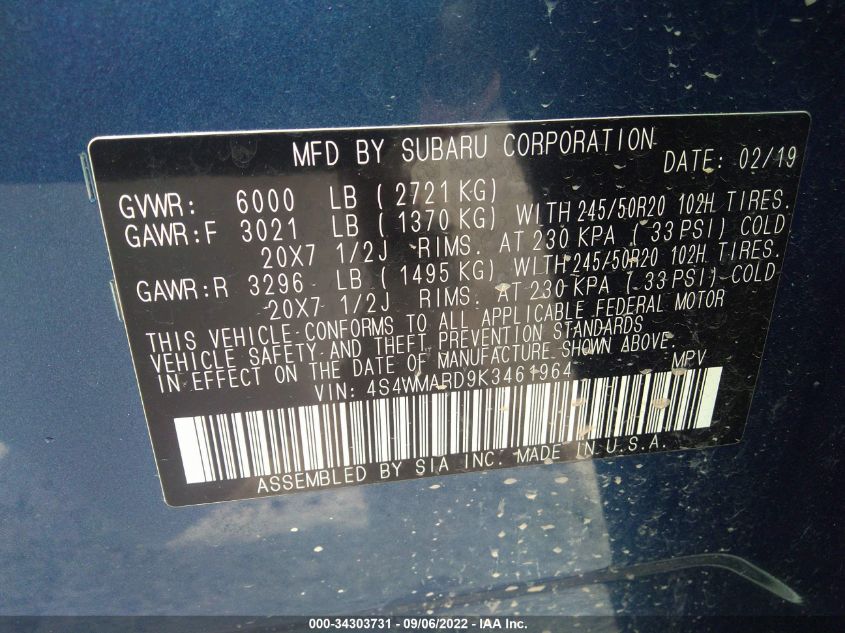 MFD BY SUBARU CORPORATION DATE: 02/19
GVWR: 6000 LB ( 2721 KG)
GAWR:F 3021 LB ( 1370 KG) WITH 245/50R20 102H TIRES.
20X7 1/2J RIMS. AT 230 KPA ( 33 PSI) COLD
GAWR:R 3296 LB ( 1495 KG) WITH 245/50R20 102H TIRES.
20X7 1/2J RIMS. AT 230 KPA ( 33 PSI) COLD
THIS VEHICLE CONFORMS TO ALL APPLICABLE FEDERAL MOTOR
VEHICLE SAFETY AND THEFT PREVENTION STANDARDS
IN EFFECT ON THE DATE OF MANUFACTURE SHOWN ABOVE.
VIN: 4S4WMARD9K3461964 MPV
ASSEMBLED BY SIA INC. MADE IN U.S.A.
000-34303731 - 09/06/2022 - IAA Inc.